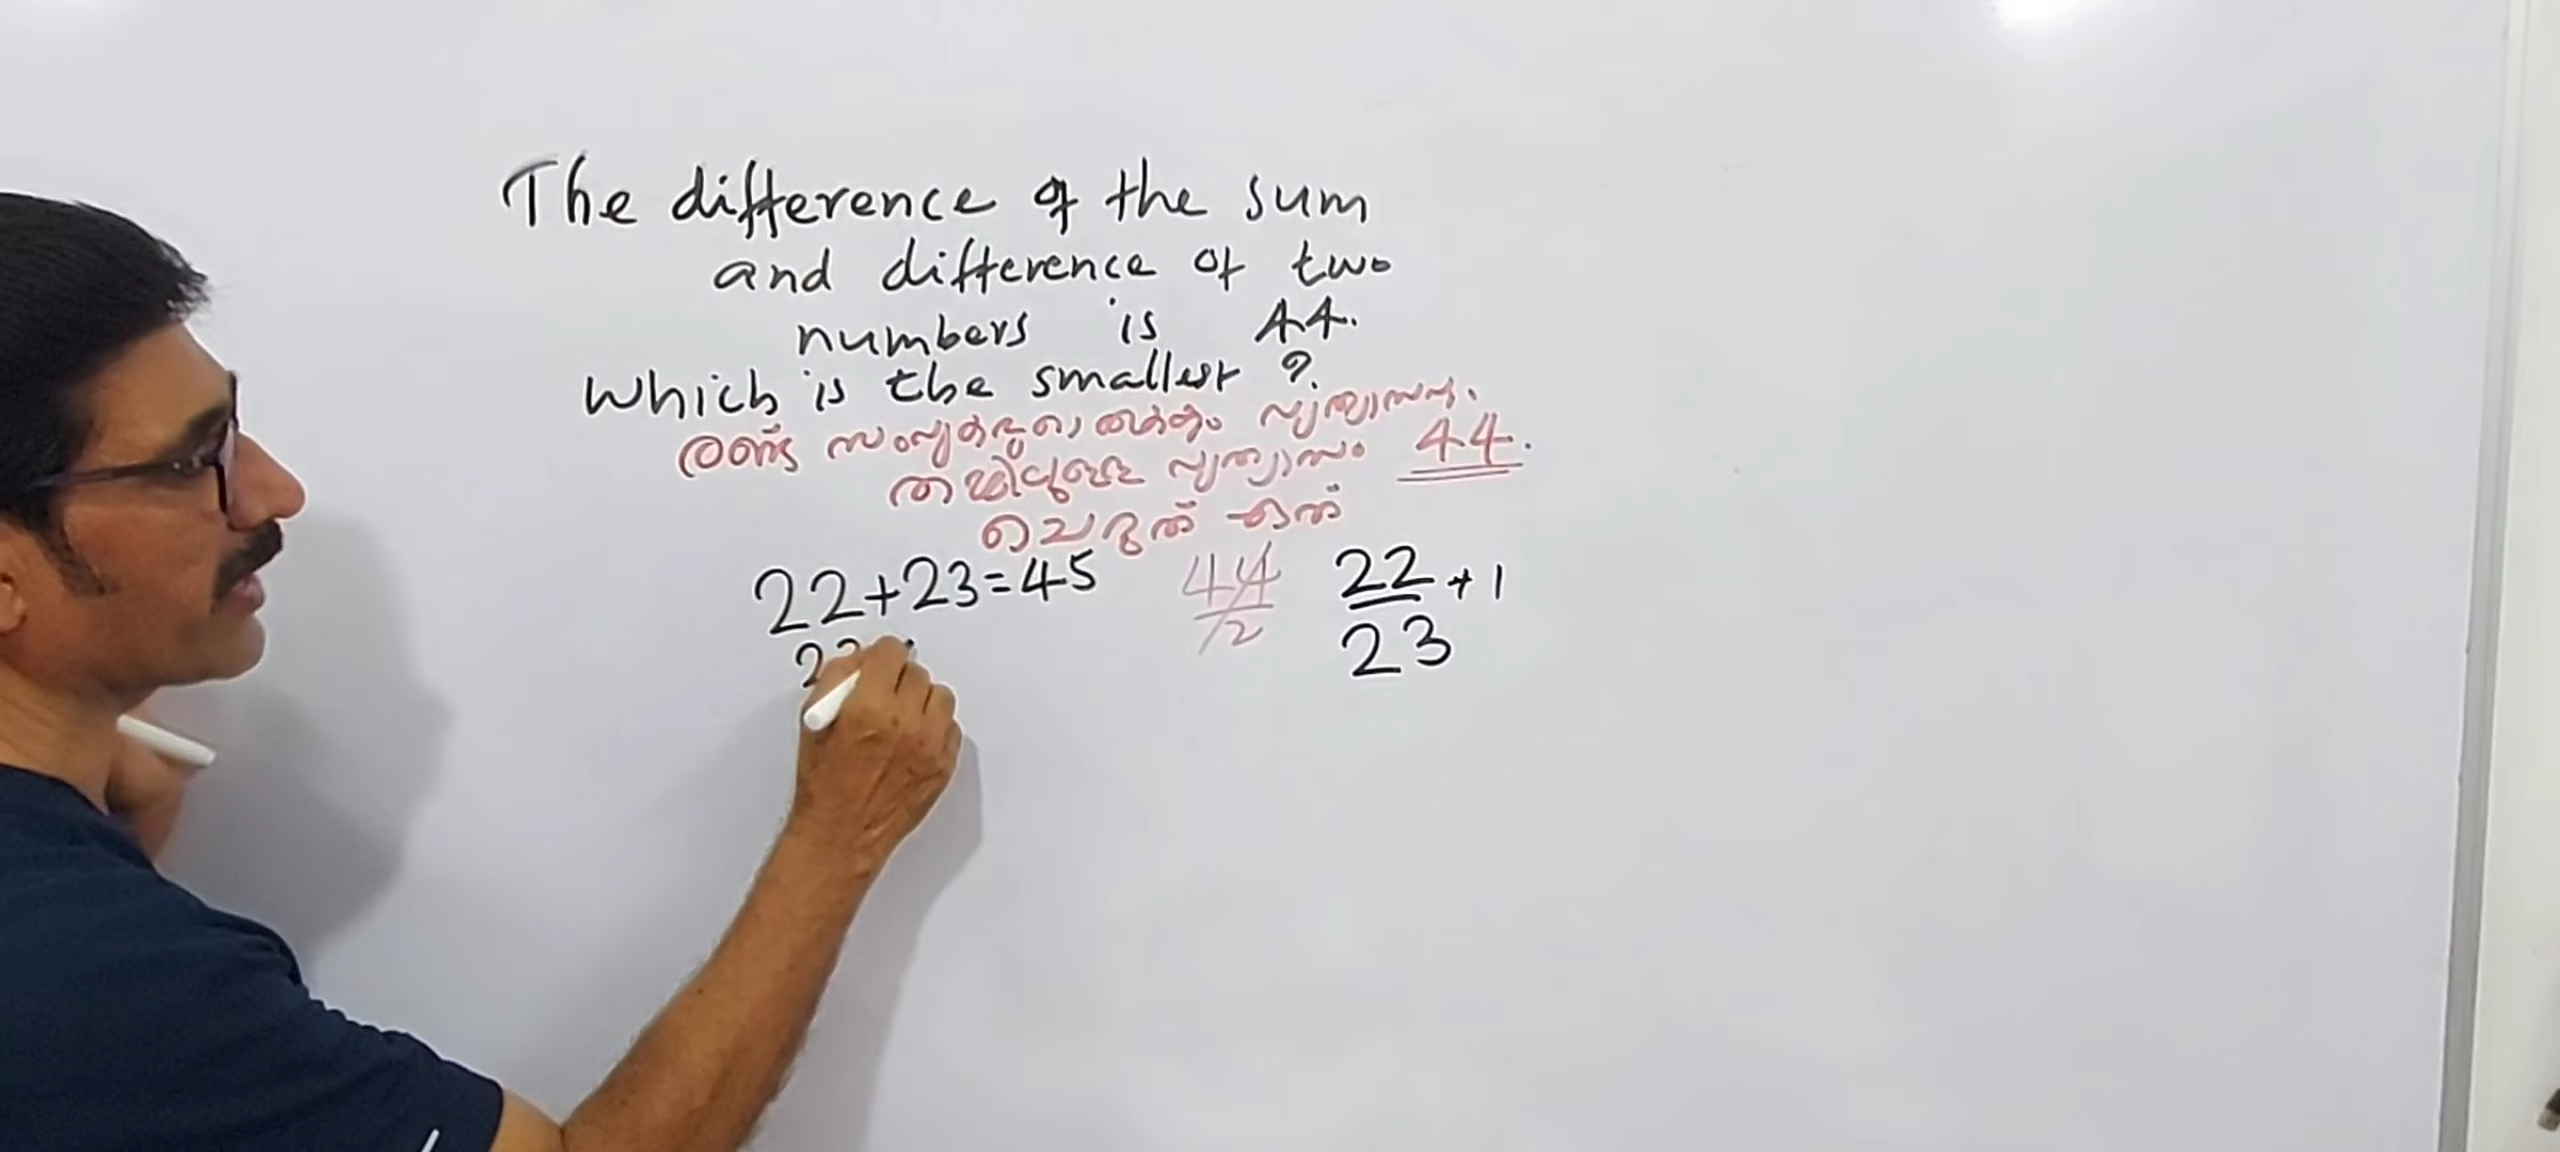 The difference of the sum
and difference of two
numbers is 44.
which is the smallest ?
രണ്ടു സംഖ്യകളുടെ തുകയും വ്യത്യാസവും
തമ്മിലുള്ള വ്യത്യാസം 44.
ചെറുത് ഏത്
22+23=45 44/2 22+1
23